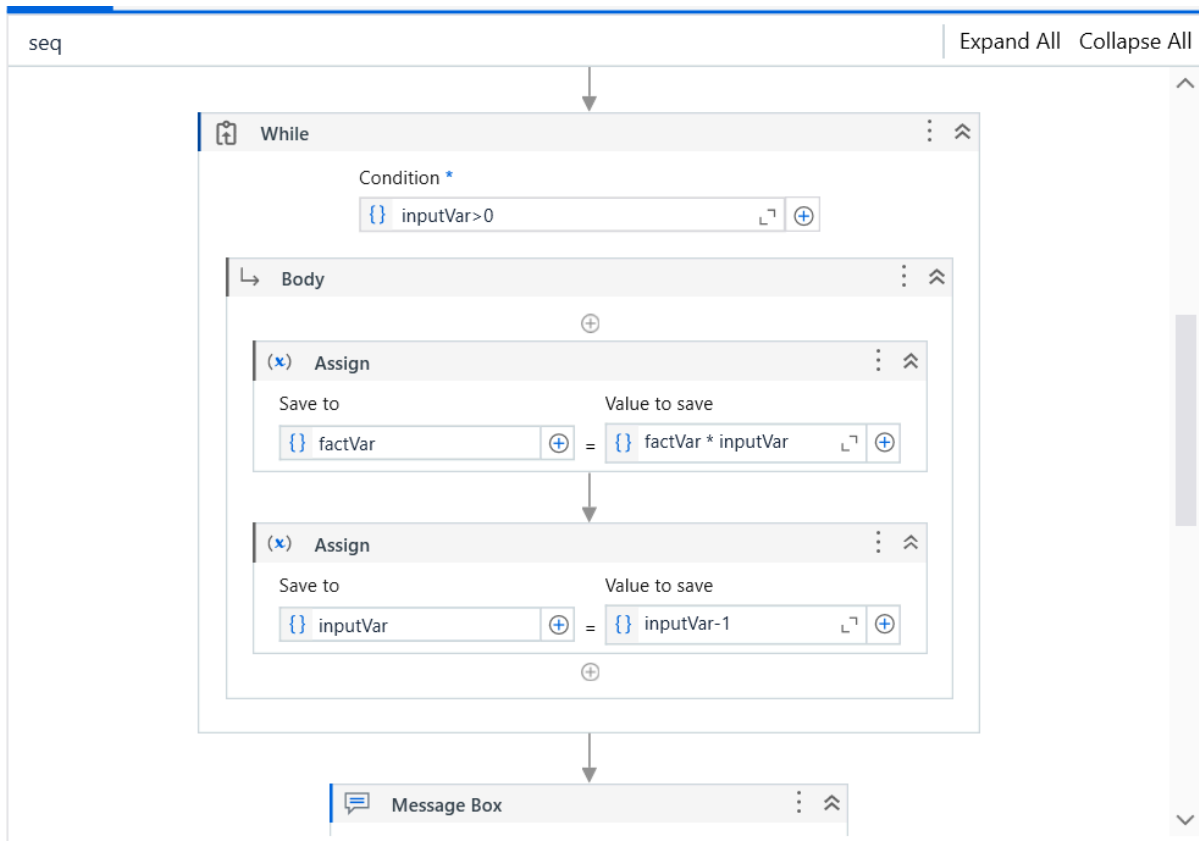 seq
Expand All Collapse All
While
Condition *
{} inputVar>0
Body
(x) Assign
Save to Value to save
{} factVar = {} factVar * inputVar
(x) Assign
Save to Value to save
{} inputVar = {} inputVar-1
Message Box